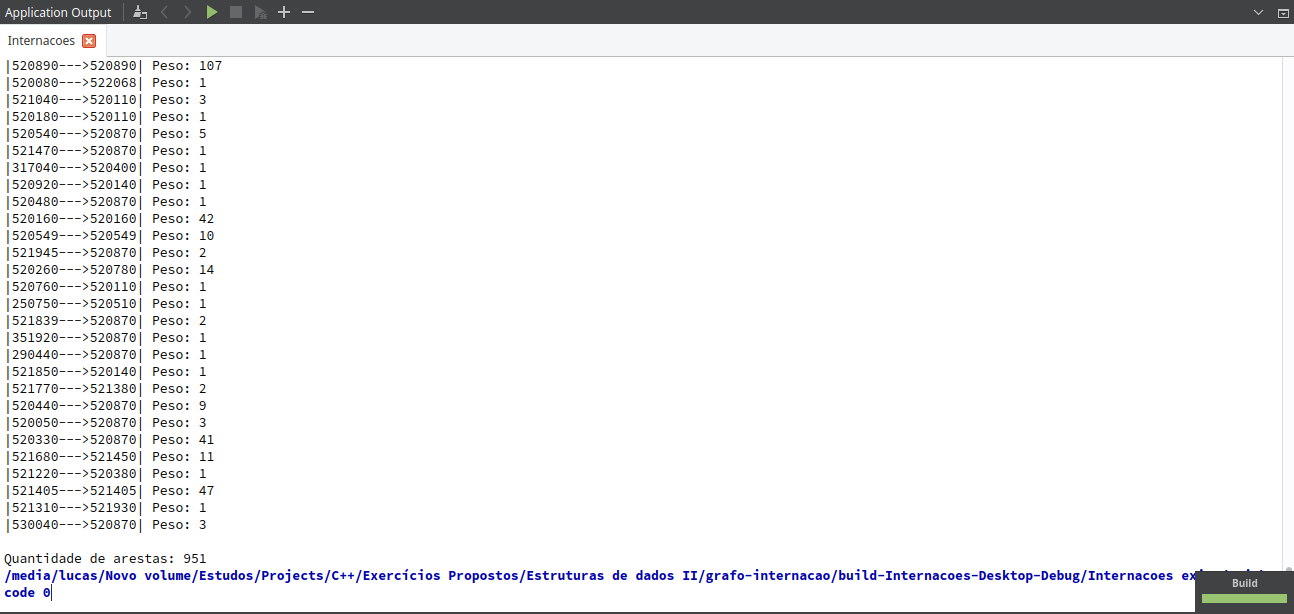 Application Output
Internacoes
|520890--->520890| Peso: 107
|520080--->522068| Peso: 1
|521040--->520110| Peso: 3
|520180--->520110| Peso: 1
|520540--->520870| Peso: 5
|521470--->520870| Peso: 1
|317040--->520400| Peso: 1
|520920--->520140| Peso: 1
|520480--->520870| Peso: 1
|520160--->520160| Peso: 42
|520549--->520549| Peso: 10
|521945--->520870| Peso: 2
|520260--->520780| Peso: 14
|520760--->520110| Peso: 1
|250750--->520510| Peso: 1
|521839--->520870| Peso: 2
|351920--->520870| Peso: 1
|290440--->520870| Peso: 1
|521850--->520140| Peso: 1
|521770--->521380| Peso: 2
|520440--->520870| Peso: 9
|520050--->520870| Peso: 3
|520330--->520870| Peso: 41
|521680--->521450| Peso: 11
|521220--->520380| Peso: 1
|521405--->521405| Peso: 47
|521310--->521930| Peso: 1
|530040--->520870| Peso: 3
Quantidade de arestas: 951
/media/lucas/Novo volume/Estudos/Projects/C++/Exercícios Propostos/Estruturas de dados II/grafo-internacao/build-Internacoes-Desktop-Debug/Internacoes
code 0
Build